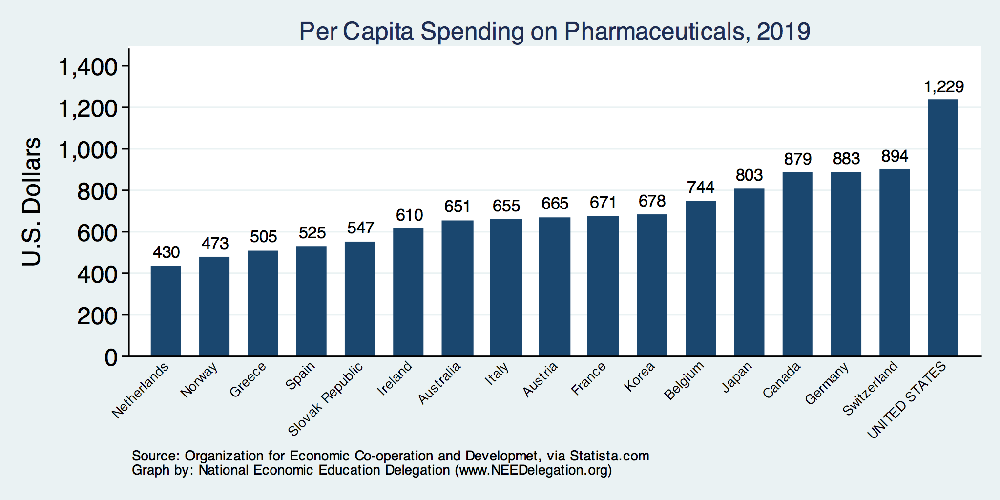 Per Capita Spending on Pharmaceuticals, 2019
U.S. Dollars
1,400
1,200
1,000
800
600
400
200
0
430
473
505
525
547
610
651
655
665
671
678
744
803
879
883
894
1,229
Netherlands
Norway
Greece
Spain
Slovak Republic
Ireland
Australia
Italy
Austria
France
Korea
Belgium
Japan
Canada
Germany
Switzerland
UNITED STATES
Source: Organization for Economic Co-operation and Developmet, via Statista.com
Graph by: National Economic Education Delegation (www.NEEDelegation.org)